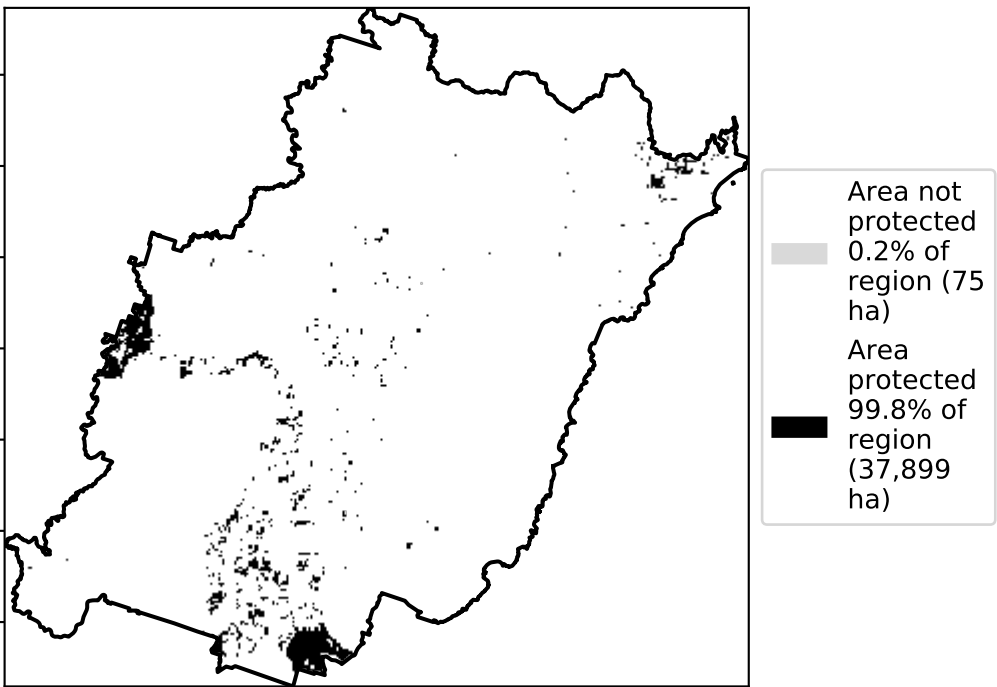 Area not
protected
0.2% of
region (75
ha)
Area
protected
99.8% of
region
(37,899
ha)